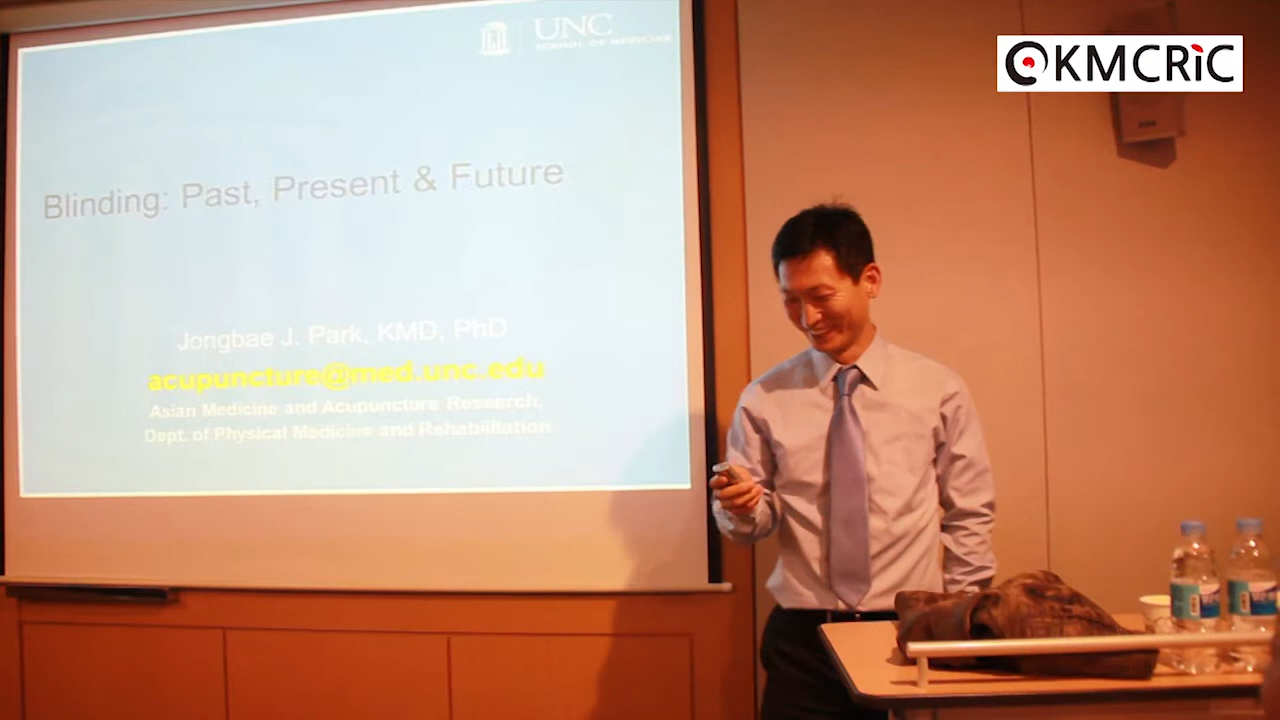 UNC
SCHOOL OF MEDICINE
KMCRiC
Blinding: Past, Present & Future
Jongbae J. Park, KMD, PhD
acupuncture@med.unc.edu
Asian Medicine and Acupuncture Research,
Dept. of Physical Medicine and Rehabilitation